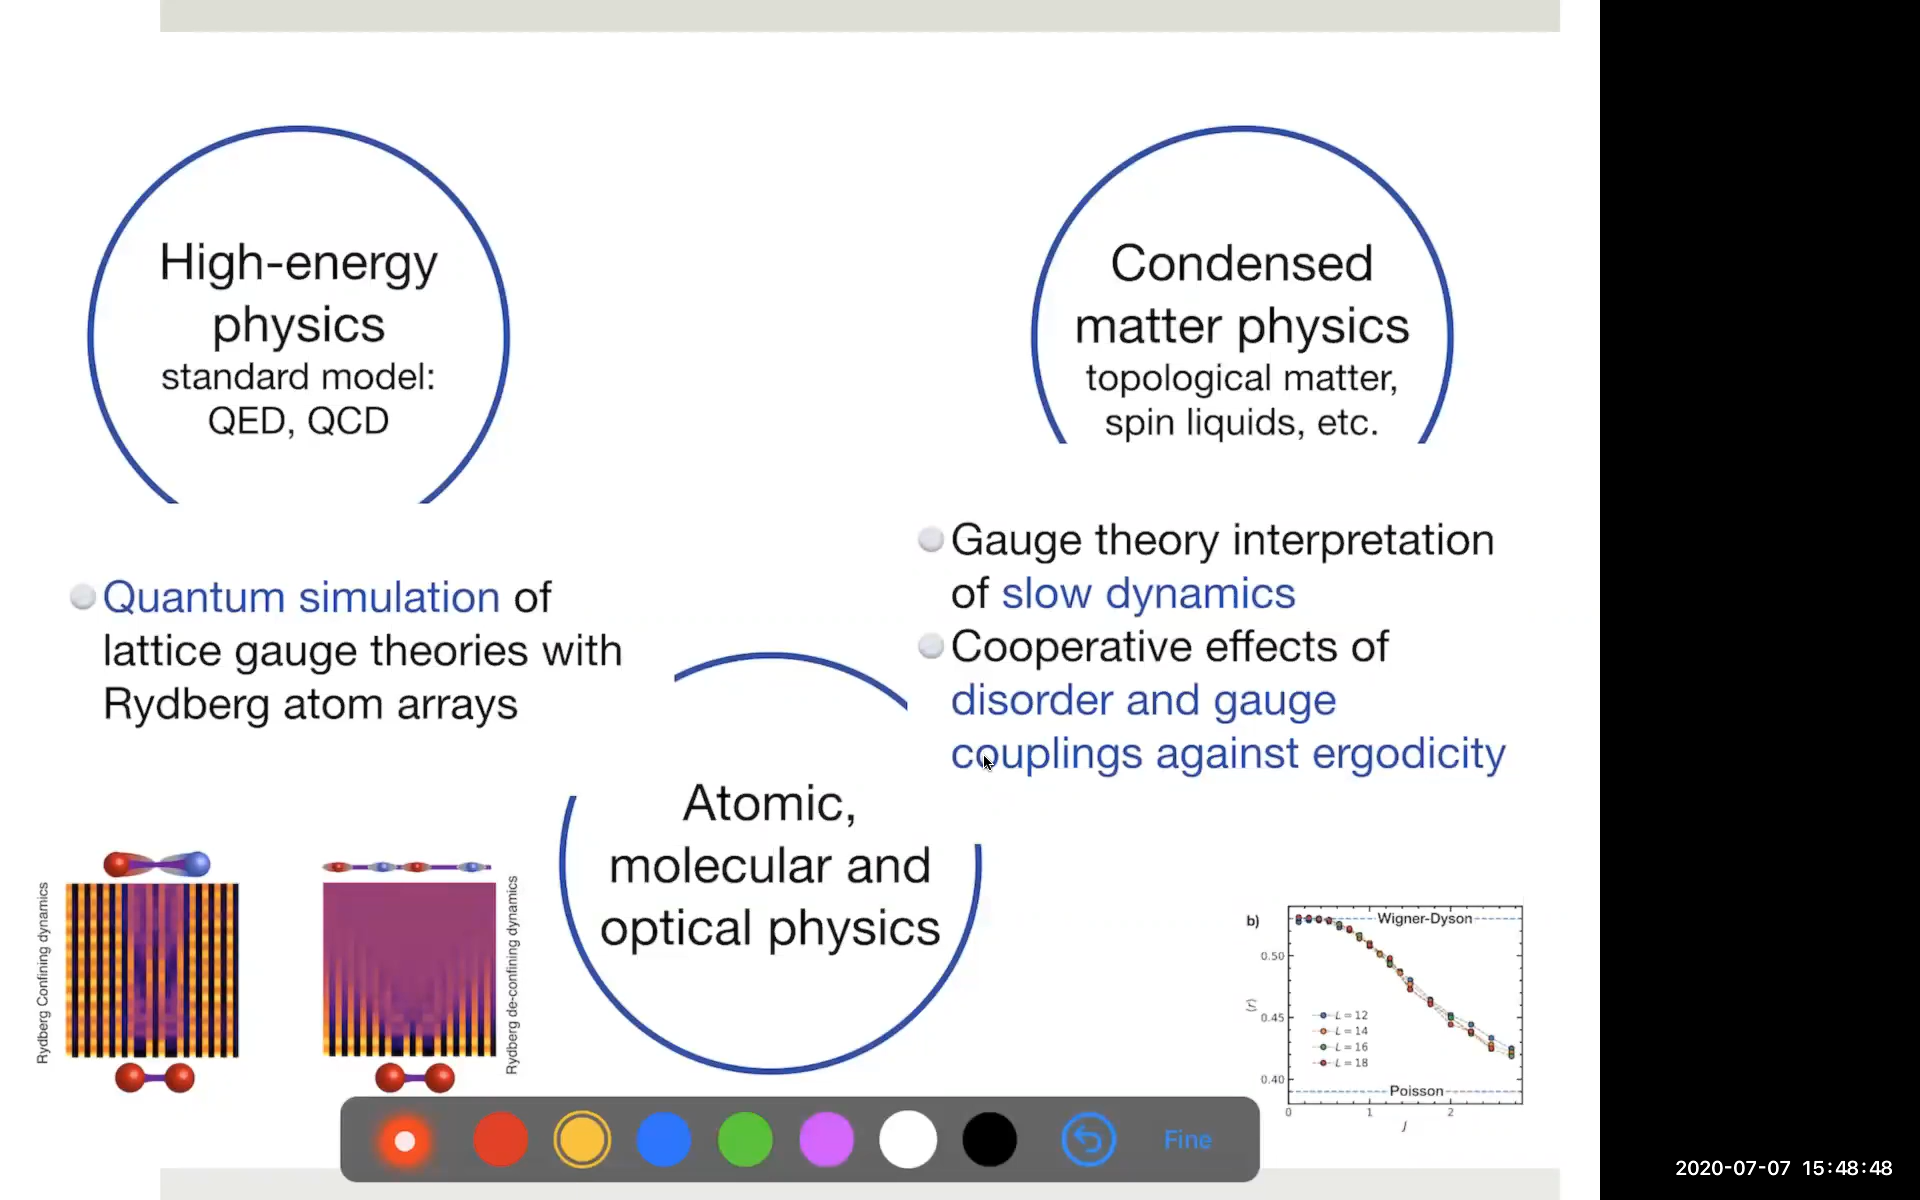 High-energy
physics
standard model:
QED, QCD
Condensed
matter physics
topological matter,
spin liquids, etc.
Quantum simulation of
lattice gauge theories with
Rydberg atom arrays
Gauge theory interpretation
of slow dynamics
Cooperative effects of
disorder and gauge
couplings against ergodicity
Atomic,
molecular and
optical physics
Rydberg Confining dynamics
Rydberg de-confining dynamics
b)
Wigner-Dyson
0.50
⟨r⟩
0.45
L = 12
L = 14
L = 16
L = 18
0.40
Poisson
0 1 2
J
Fine
2020-07-07 15:48:48